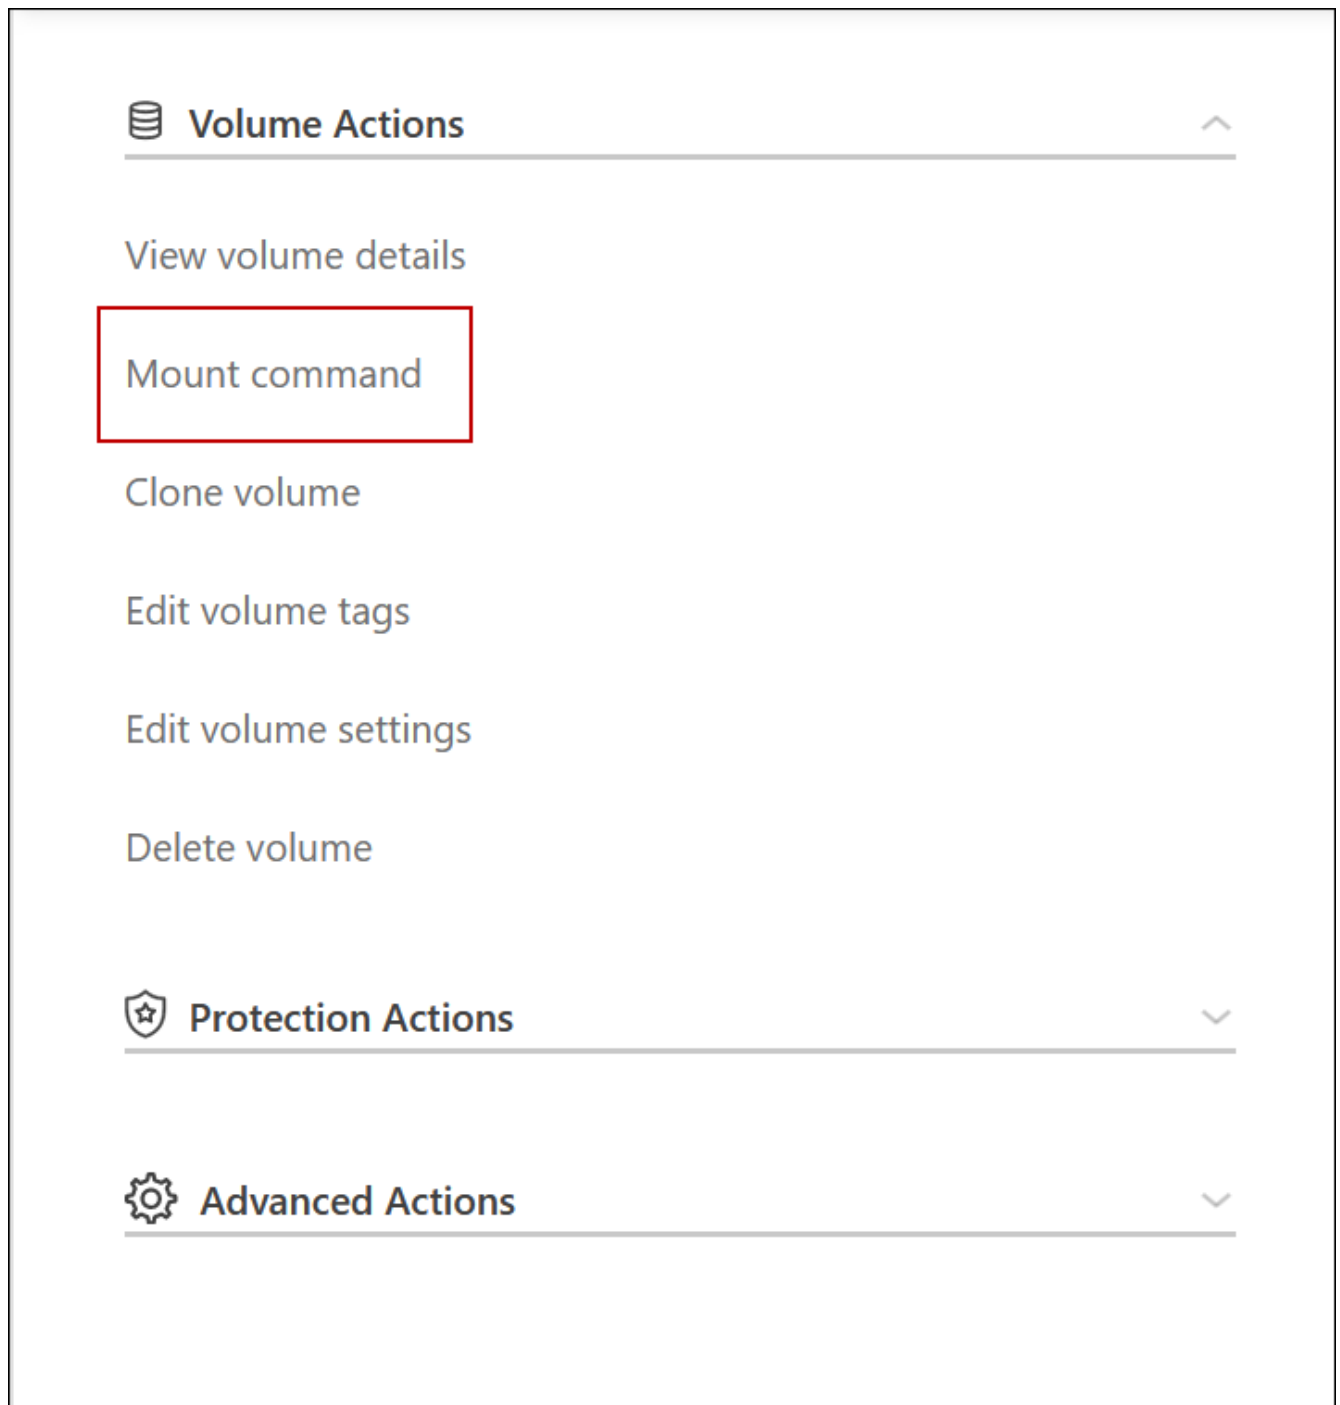 Volume Actions
View volume details
Mount command
Clone volume
Edit volume tags
Edit volume settings
Delete volume
Protection Actions
Advanced Actions